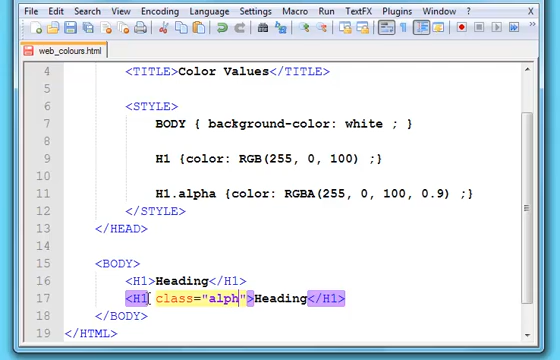 File Edit Search View Encoding Language Settings Macro Run TextFX Plugins Window ? X
web_colours.html
4 <TITLE>Color Values</TITLE>
5
6 <STYLE>
7 BODY { background-color: white ; }
8
9 H1 {color: RGB(255, 0, 100) ;}
10
11 H1.alpha {color: RGBA(255, 0, 100, 0.9) ;}
12 </STYLE>
13 </HEAD>
14
15 <BODY>
16 <H1>Heading</H1>
17 <H1 class="alph">Heading</H1>
18 </BODY>
19 </HTML>